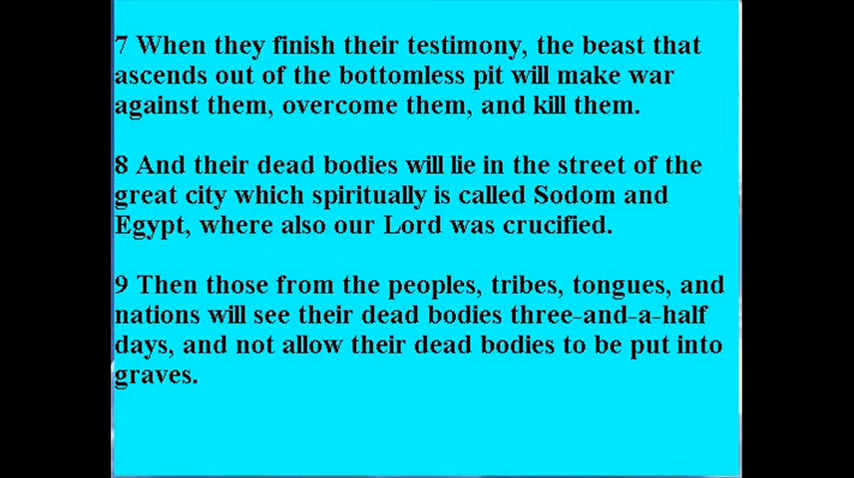 7 When they finish their testimony, the beast that
ascends out of the bottomless pit will make war
against them, overcome them, and kill them.
8 And their dead bodies will lie in the street of the
great city which spiritually is called Sodom and
Egypt, where also our Lord was crucified.
9 Then those from the peoples, tribes, tongues, and
nations will see their dead bodies three-and-a-half
days, and not allow their dead bodies to be put into
graves.